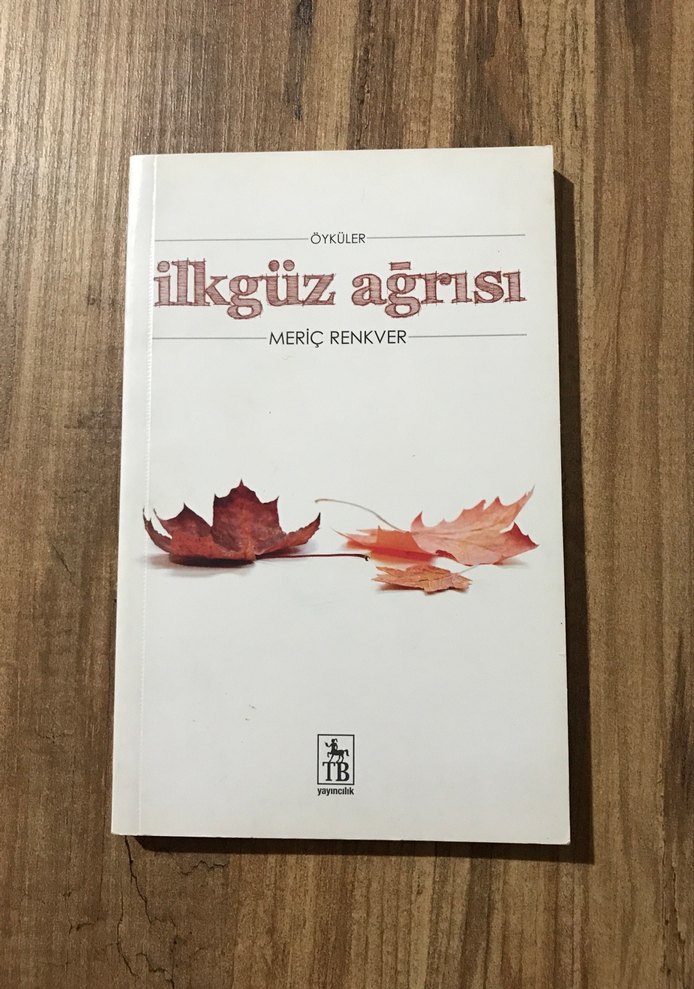 ÖYKÜLER
ilkgüz ağrısı
MERİÇ RENKVER
TB
yayıncılık